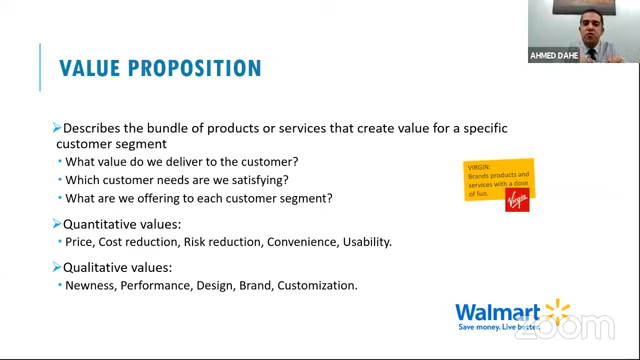 AHMED DAHE
VALUE PROPOSITION
➢Describes the bundle of products or services that create value for a specific
customer segment
• What value do we deliver to the customer?
• Which customer needs are we satisfying?
• What are we offering to each customer segment?
➢Quantitative values:
• Price, Cost reduction, Risk reduction, Convenience, Usability.
➢Qualitative values:
• Newness, Performance, Design, Brand, Customization.
VIRGIN:
Brands products and
services with a dose
of fun.
Virgin
Walmart
Save money. Live better.
zoom